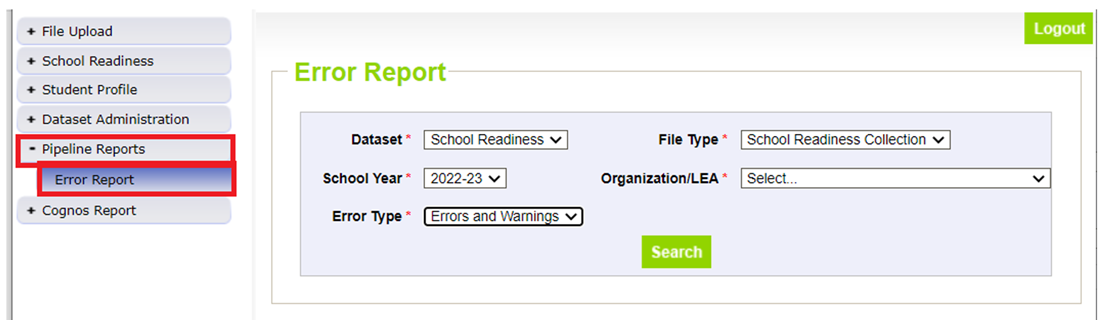 + File Upload
+ School Readiness
+ Student Profile
+ Dataset Administration
- Pipeline Reports
Error Report
+ Cognos Report
Logout
Error Report
Dataset * School Readiness File Type * School Readiness Collection
School Year * 2022-23 Organization/LEA * Select...
Error Type * Errors and Warnings
Search